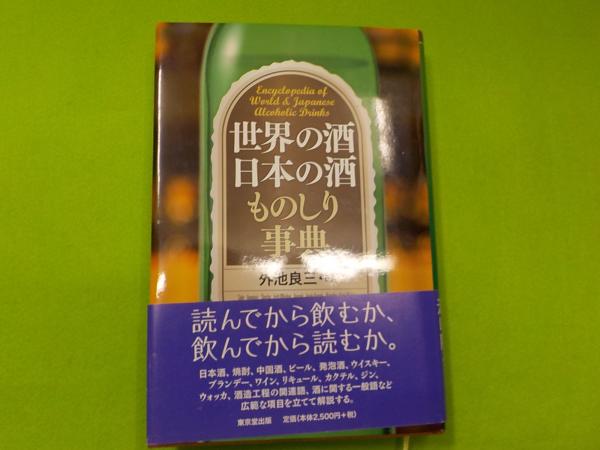 Encyclopedia of
World & Japanese
Alcoholic Drinks
世界の酒
日本の酒
ものしり
事典
外池良三
読んでから飲むか、
飲んでから読むか。
日本酒、焼酎、中国酒、ビール、発泡酒、ウイスキー、
ブランデー、ワイン、リキュール、カクテル、ジン、
ウォッカ、酒造工程の関連語、酒に関する一般語など
広範な項目を立てて解説する。
東京堂出版 定価(本体2,500円+税)